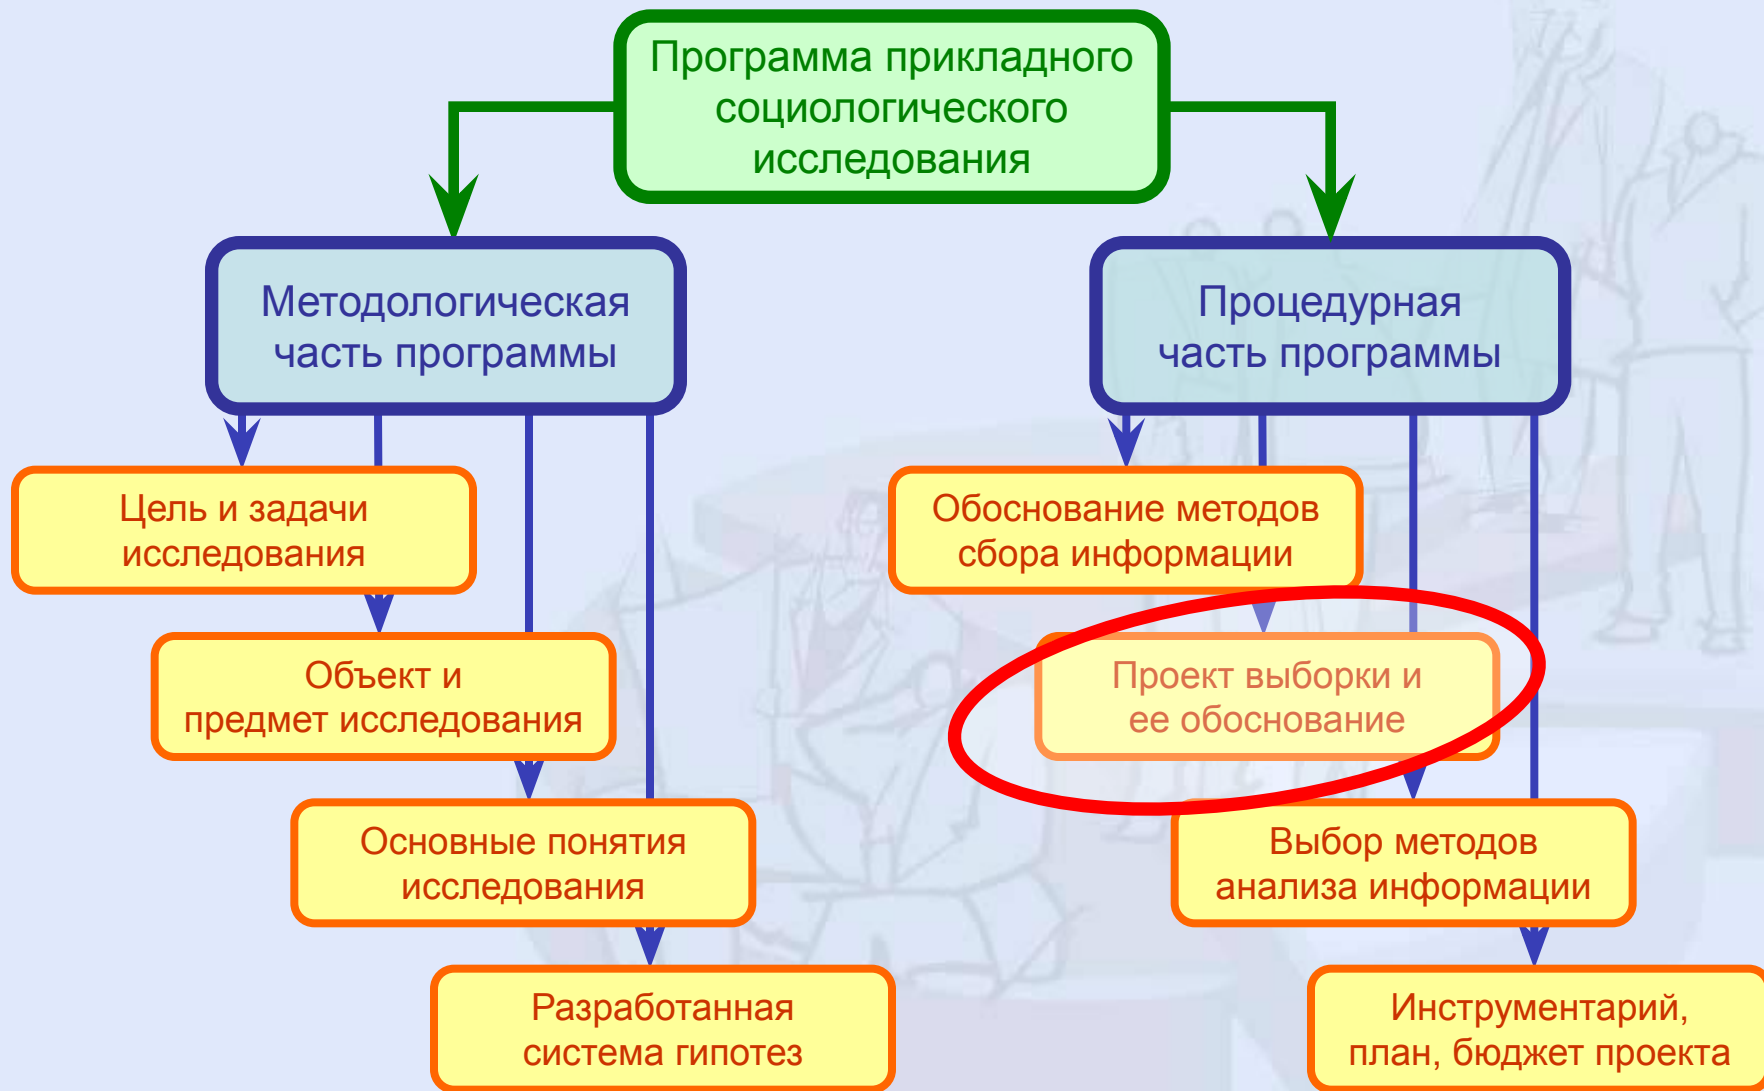 Программа прикладного
социологического
исследования
Методологическая
часть программы
Процедурная
часть программы
Цель и задачи
исследования
Обоснование методов
сбора информации
Объект и
предмет исследования
Проект выборки и
ее обоснование
Основные понятия
исследования
Выбор методов
анализа информации
Разработанная
система гипотез
Инструментарий,
план, бюджет проекта